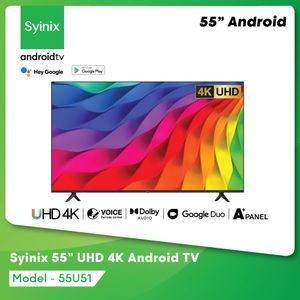 Syinix
55” Android
androidtv
Hey Google
Google Play
4K UHD
UHD 4K
VOICE
Dolby
AUDIO
Google Duo
A+
PANEL
Syinix 55” UHD 4K Android TV
Model - 55U51